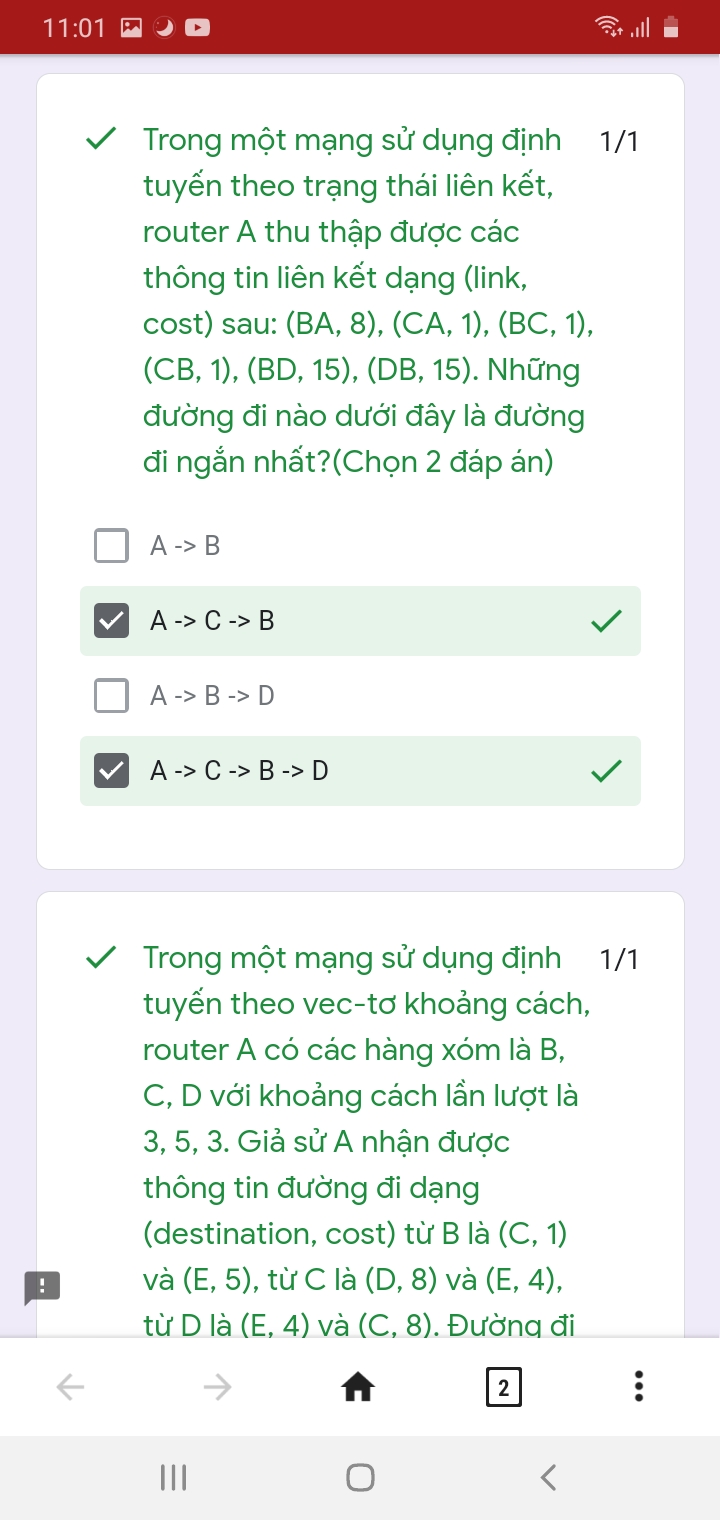 11:01
Trong một mạng sử dụng định
1/1
tuyến theo trạng thái liên kết,
router A thu thập được các
thông tin liên kết dạng (link,
cost) sau: (BA, 8), (CA, 1), (BC, 1),
(CB, 1), (BD, 15), (DB, 15). Những
đường đi nào dưới đây là đường
đi ngắn nhất?(Chọn 2 đáp án)
A -> B
A -> C -> B
A -> B -> D
A -> C -> B -> D
Trong một mạng sử dụng định
1/1
tuyến theo vec-tơ khoảng cách,
router A có các hàng xóm là B,
C, D với khoảng cách lần lượt là
3, 5, 3. Giả sử A nhận được
thông tin đường đi dạng
(destination, cost) từ B là (C, 1)
và (E, 5), từ C là (D, 8) và (E, 4),
từ D là (E, 4) và (C, 8). Đường đi
2